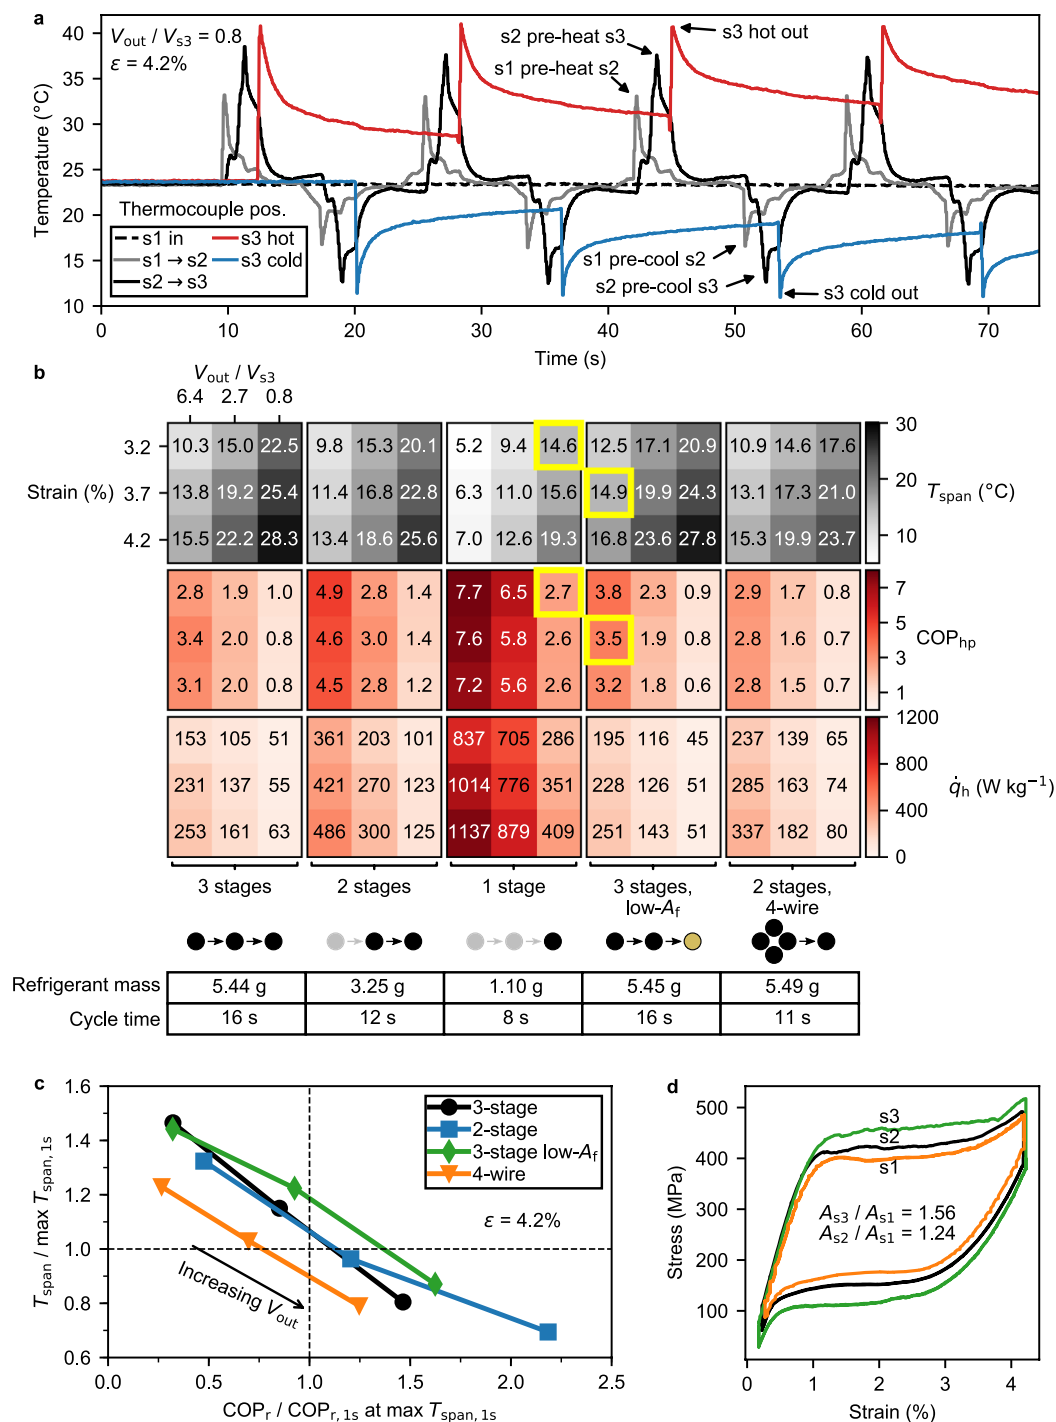 a
V_out / V_s3 = 0.8
ε = 4.2%
s2 pre-heat s3
s1 pre-heat s2
s3 hot out
Temperature (°C)
40
35
30
25
20
15
10
Thermocouple pos.
s1 in
s3 hot
s1 → s2
s3 cold
s2 → s3
s1 pre-cool s2
s2 pre-cool s3
s3 cold out
0 10 20 30 40 50 60 70
Time (s)
b
V_out / V_s3
6.4 2.7 0.8
Strain (%)
3.2 10.3 15.0 22.5 9.8 15.3 20.1 5.2 9.4 14.6 12.5 17.1 20.9 10.9 14.6 17.6
3.7 13.8 19.2 25.4 11.4 16.8 22.8 6.3 11.0 15.6 14.9 19.9 24.3 13.1 17.3 21.0
4.2 15.5 22.2 28.3 13.4 18.6 25.6 7.0 12.6 19.3 16.8 23.6 27.8 15.3 19.9 23.7
30
20
10
T_span (°C)
2.8 1.9 1.0 4.9 2.8 1.4 7.7 6.5 2.7 3.8 2.3 0.9 2.9 1.7 0.8
3.4 2.0 0.8 4.6 3.0 1.4 7.6 5.8 2.6 3.5 1.9 0.8 2.8 1.6 0.7
3.1 2.0 0.8 4.5 2.8 1.2 7.2 5.6 2.6 3.2 1.8 0.6 2.8 1.5 0.7
7
5
3
1
COP_hp
153 105 51 361 203 101 837 705 286 195 116 45 237 139 65
231 137 55 421 270 123 1014 776 351 228 126 51 285 163 74
253 161 63 486 300 125 1137 879 409 251 143 51 337 182 80
1200
800
400
0
q̇_h (W kg⁻¹)
3 stages
2 stages
1 stage
3 stages,
low-A_f
2 stages,
4-wire
Refrigerant mass 5.44 g 3.25 g 1.10 g 5.45 g 5.49 g
Cycle time 16 s 12 s 8 s 16 s 11 s
c
T_span / max T_span, 1s
1.6
1.4
1.2
1.0
0.8
0.6
3-stage
2-stage
3-stage low-A_f
4-wire
ε = 4.2%
Increasing V_out
0.0 0.5 1.0 1.5 2.0 2.5
COP_r / COP_r, 1s at max T_span, 1s
d
Stress (MPa)
500
400
300
200
100
s3
s2
s1
A_s3 / A_s1 = 1.56
A_s2 / A_s1 = 1.24
0 1 2 3 4
Strain (%)